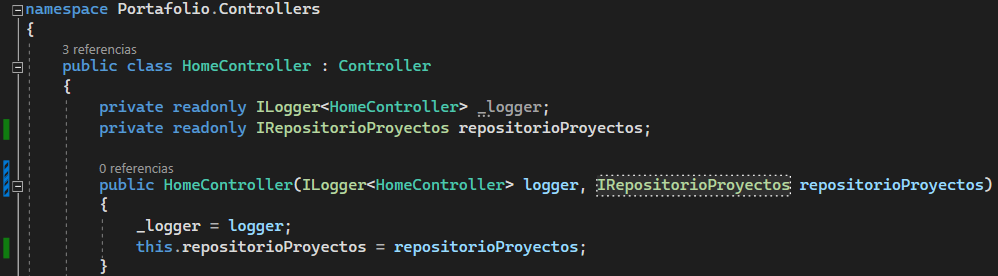 namespace Portafolio.Controllers
{
3 referencias
public class HomeController : Controller
{
private readonly ILogger<HomeController> _logger;
private readonly IRepositorioProyectos repositorioProyectos;
0 referencias
public HomeController(ILogger<HomeController> logger, IRepositorioProyectos repositorioProyectos)
{
_logger = logger;
this.repositorioProyectos = repositorioProyectos;
}